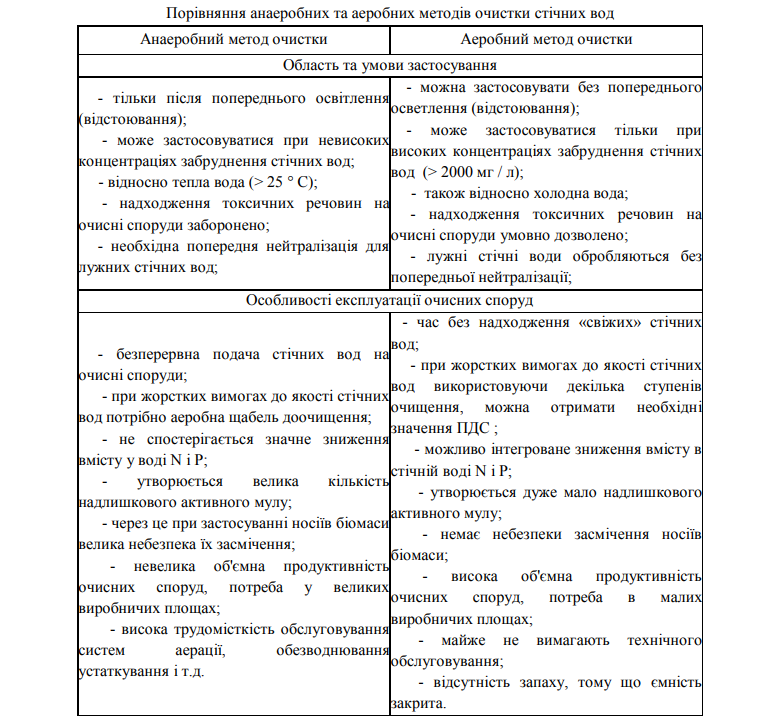 Порівняння анаеробних та аеробних методів очистки стічних вод
Анаеробний метод очистки
Аеробний метод очистки
Область та умови застосування
- тільки після попереднього освітлення
(відстоювання);
- може застосовуватися при невисоких
концентраціях забруднення стічних вод;
- відносно тепла вода (> 25 ° С);
- надходження токсичних речовин на
очисні споруди заборонено;
- необхідна попередня нейтралізація для
лужних стічних вод;
- можна застосовувати без попереднього
осветлення (відстоювання);
- може застосовуватися тільки при
високих концентраціях забруднення стічних
вод (> 2000 мг / л);
- також відносно холодна вода;
- надходження токсичних речовин на
очисні споруди умовно дозволено;
- лужні стічні води обробляються без
попередньої нейтралізації;
Особливості експлуатації очисних споруд
- безперервна подача стічних вод на
очисні споруди;
- при жорстких вимогах до якості стічних
вод потрібно аеробна щабель доочищення;
- не спостерігається значне зниження
вмісту у воді N і P;
- утворюється велика кількість
надлишкового активного мулу;
- через це при застосуванні носіїв біомаси
велика небезпека їх засмічення;
- невелика об'ємна продуктивність
очисних споруд, потреба у великих
виробничих площах;
- висока трудомісткість обслуговування
систем аерації, обезводнювання
устаткування і т.д.
- час без надходження «свіжих» стічних
вод;
- при жорстких вимогах до якості стічних
вод використовуючи декілька ступенів
очищення, можна отримати необхідні
значення ПДС ;
- можливо інтегроване зниження вмісту в
стічній воді N і P;
- утворюється дуже мало надлишкового
активного мулу;
- немає небезпеки засмічення носіїв
біомаси;
- висока об'ємна продуктивність
очисних споруд, потреба в малих
виробничих площах;
- майже не вимагають технічного
обслуговування;
- відсутність запаху, тому що ємність
закрита.